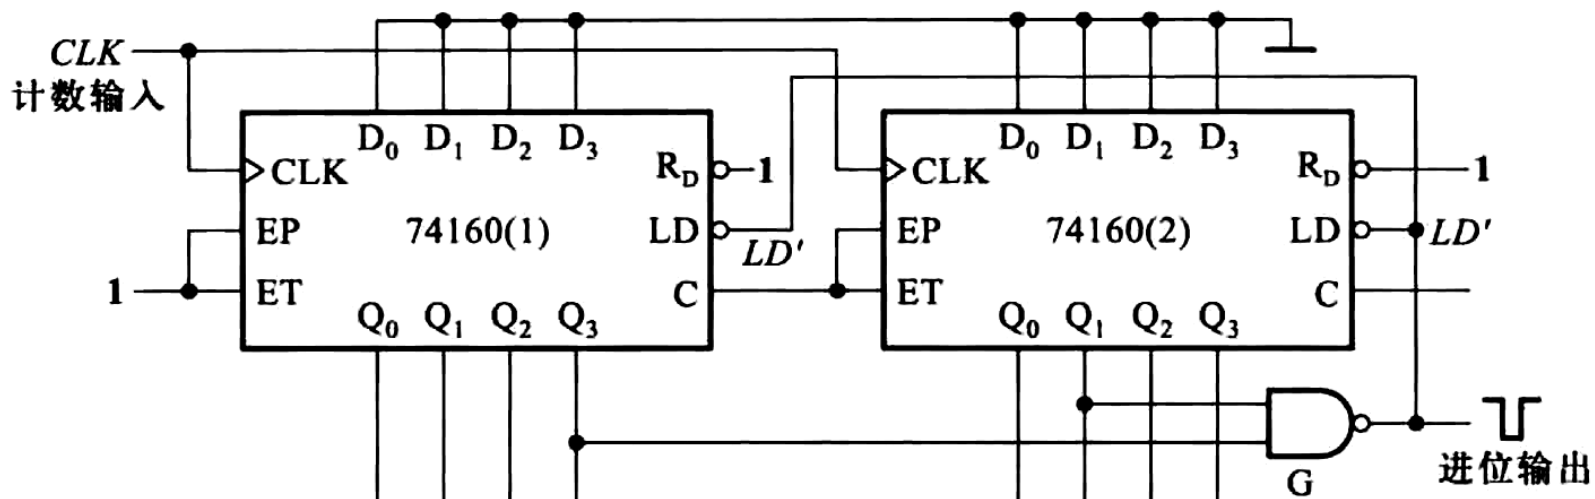 CLK
计数输入
D0 D1 D2 D3
CLK
RD
1
EP
74160(1)
LD
LD'
1
ET
C
Q0 Q1 Q2 Q3
D0 D1 D2 D3
CLK
RD
1
EP
74160(2)
LD
LD'
ET
C
Q0 Q1 Q2 Q3
G
进位输出